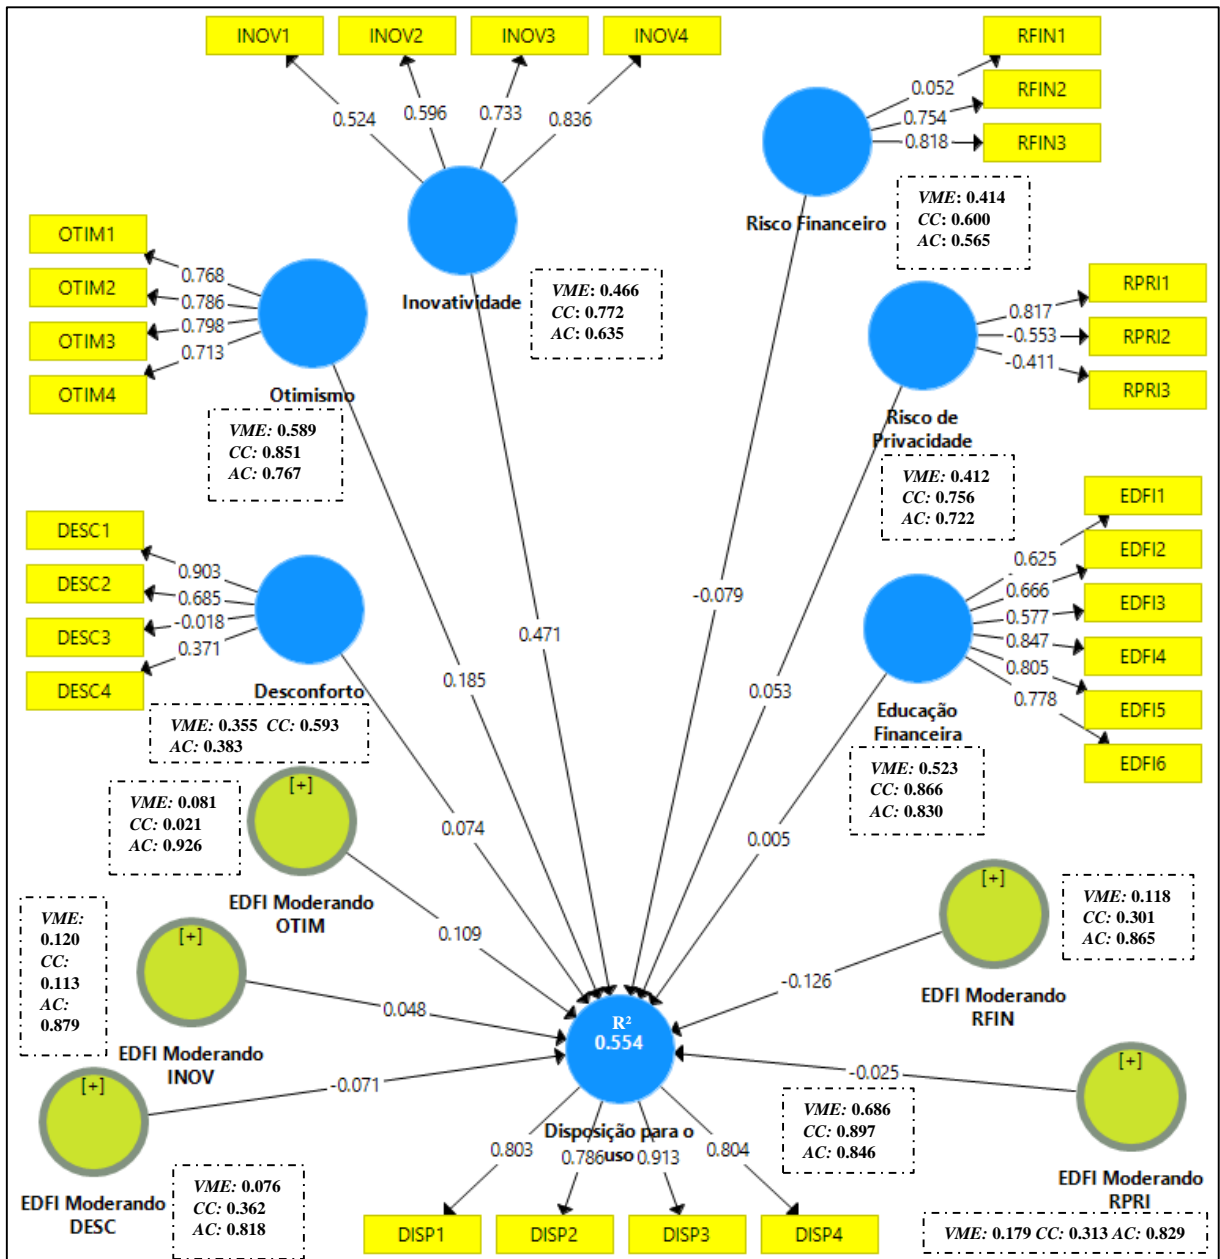 INOV1
INOV2
INOV3
INOV4
0.524
0.596
0.733
0.836
Inovatividade
VME: 0.466
CC: 0.772
AC: 0.635
RFIN1
RFIN2
RFIN3
0.052
0.754
0.818
Risco Financeiro
VME: 0.414
CC: 0.600
AC: 0.565
OTIM1
OTIM2
OTIM3
OTIM4
0.768
0.786
0.798
0.713
Otimismo
VME: 0.589
CC: 0.851
AC: 0.767
RPRI1
RPRI2
RPRI3
0.817
-0.553
-0.411
Risco de
Privacidade
VME: 0.412
CC: 0.756
AC: 0.722
DESC1
DESC2
DESC3
DESC4
0.903
0.685
-0.018
0.371
Desconforto
VME: 0.355 CC: 0.593
AC: 0.383
EDFI1
EDFI2
EDFI3
EDFI4
EDFI5
EDFI6
0.625
0.666
0.577
0.847
0.805
0.778
Educação
Financeira
VME: 0.523
CC: 0.866
AC: 0.830
-0.079
0.471
0.185
0.053
0.074
0.005
[+]
VME: 0.081
CC: 0.021
AC: 0.926
EDFI Moderando
OTIM
0.109
[+]
VME:
0.120
CC:
0.113
AC:
0.879
EDFI Moderando
INOV
0.048
[+]
EDFI Moderando
DESC
-0.071
VME: 0.076
CC: 0.362
AC: 0.818
[+]
VME: 0.118
CC: 0.301
AC: 0.865
EDFI Moderando
RFIN
-0.126
[+]
EDFI Moderando
RPRI
-0.025
VME: 0.179 CC: 0.313 AC: 0.829
R²
0.554
Disposição para o
uso
VME: 0.686
CC: 0.897
AC: 0.846
0.803
0.786
0.913
0.804
DISP1
DISP2
DISP3
DISP4